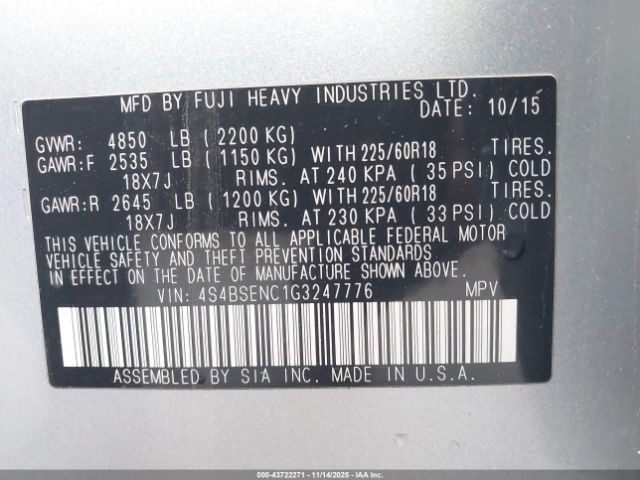 MFD BY FUJI HEAVY INDUSTRIES LTD.
DATE: 10/15
GVWR: 4850 LB (2200 KG)
GAWR:F 2535 LB (1150 KG) WITH 225/60R18 TIRES.
18X7J RIMS. AT 240 KPA (35 PSI) COLD
GAWR:R 2645 LB (1200 KG) WITH 225/60R18 TIRES.
18X7J RIMS. AT 230 KPA (33 PSI) COLD
THIS VEHICLE CONFORMS TO ALL APPLICABLE FEDERAL MOTOR
VEHICLE SAFETY AND THEFT PREVENTION STANDARDS
IN EFFECT ON THE DATE OF MANUFACTURE SHOWN ABOVE.
VIN: 4S4BSENC1G3247776 MPV
ASSEMBLED BY SIA INC. MADE IN U.S.A.
000-43722271 - 11/14/2025 - IAAI.COM